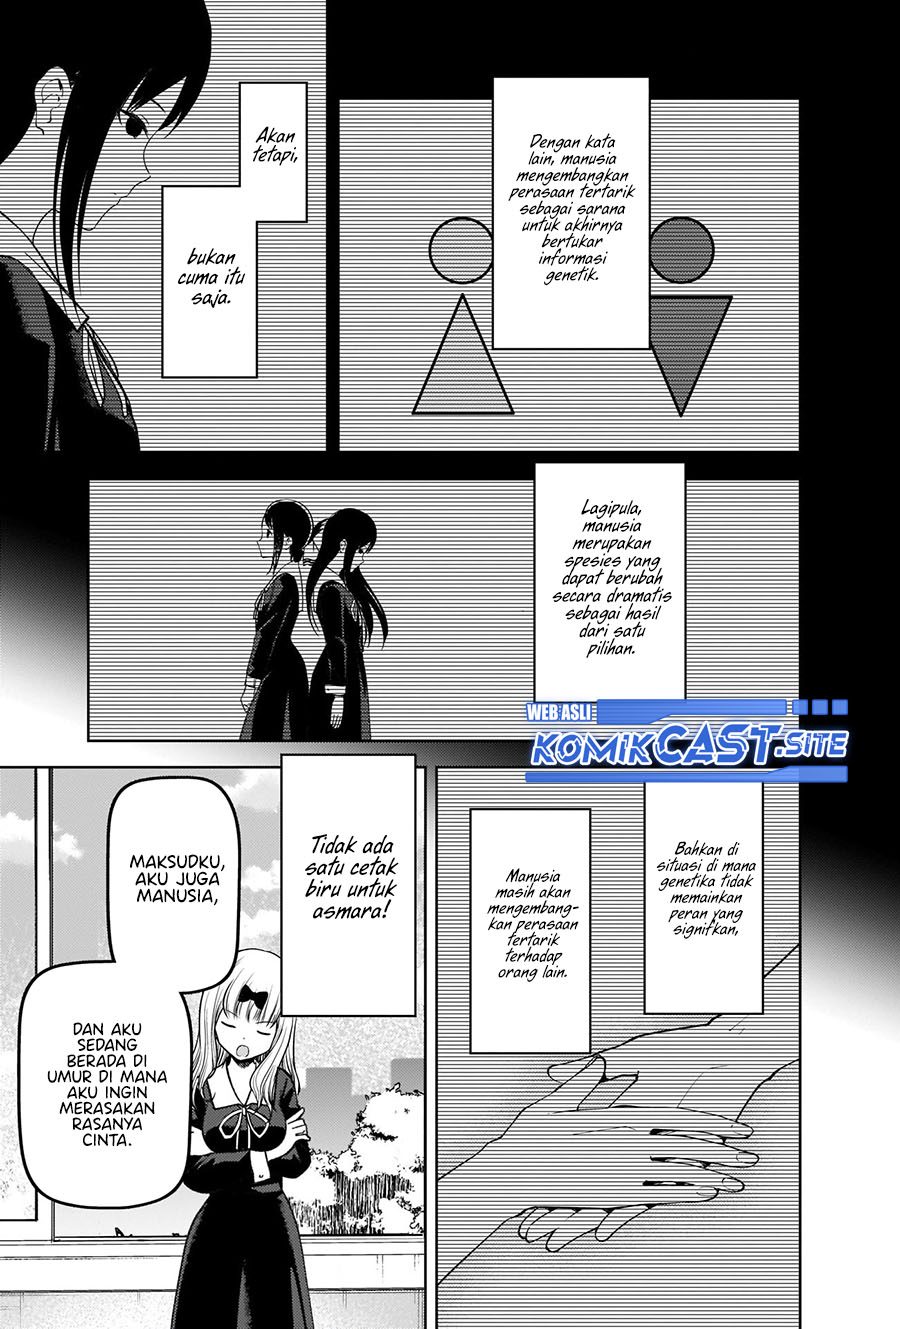 Dengan kata
lain, manusia
mengembangkan
perasaan tertarik
sebagai sarana
untuk akhirnya
bertukar
informasi
genetik.
Akan
tetapi,
bukan
cuma itu
saja.
Lagipula,
manusia
merupakan
spesies yang
dapat berubah
secara dramatis
sebagai hasil
dari satu
pilihan.
WEB ASLI
KOMIKCAST.SITE
Bahkan di
situasi di mana
genetika tidak
memainkan
peran yang
signifkan,
Manusia
masih akan
mengembang-
kan perasaan
tertarik
terhadap
orang lain.
Tidak ada
satu cetak
biru untuk
asmara!
MAKSUDKU,
AKU JUGA
MANUSIA,
DAN AKU
SEDANG
BERADA DI
UMUR DI MANA
AKU INGIN
MERASAKAN
RASANYA
CINTA.